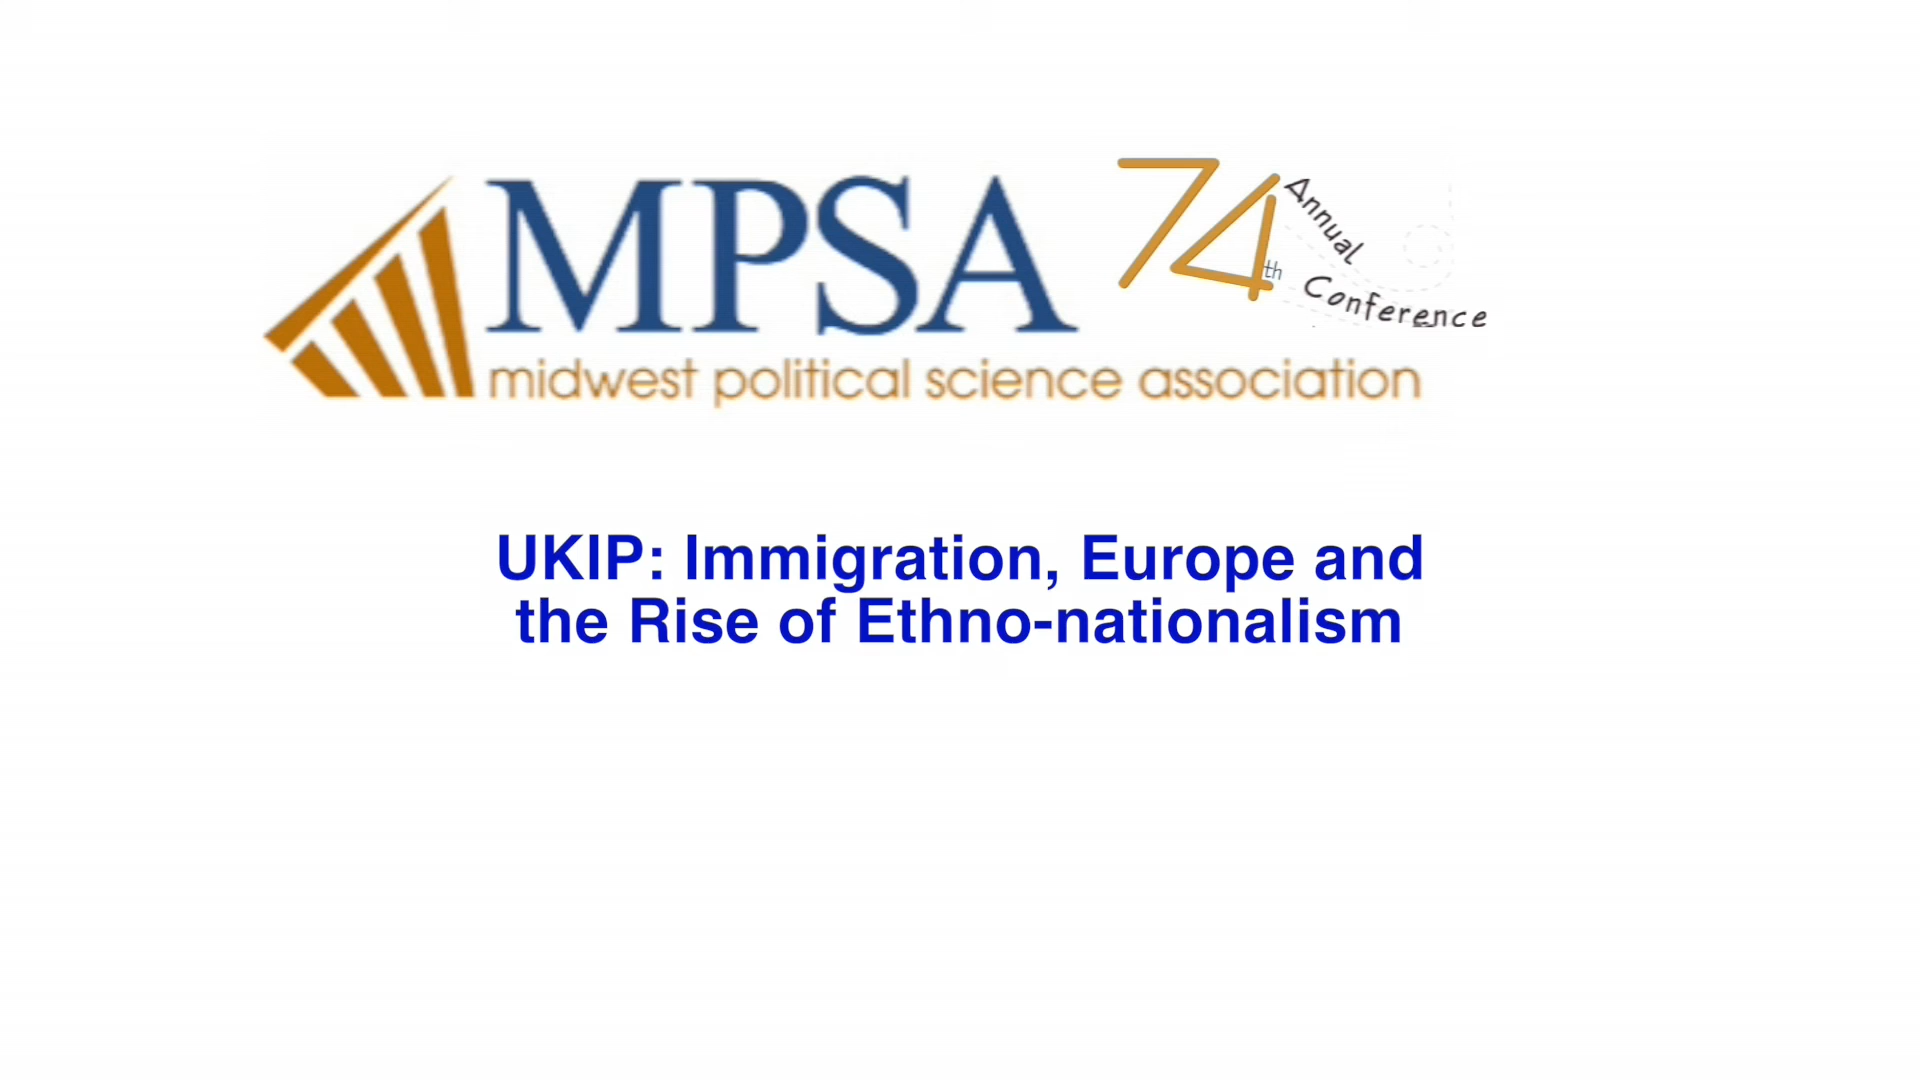 MPSA
74th Annual Conference
midwest political science association
UKIP: Immigration, Europe and
the Rise of Ethno-nationalism